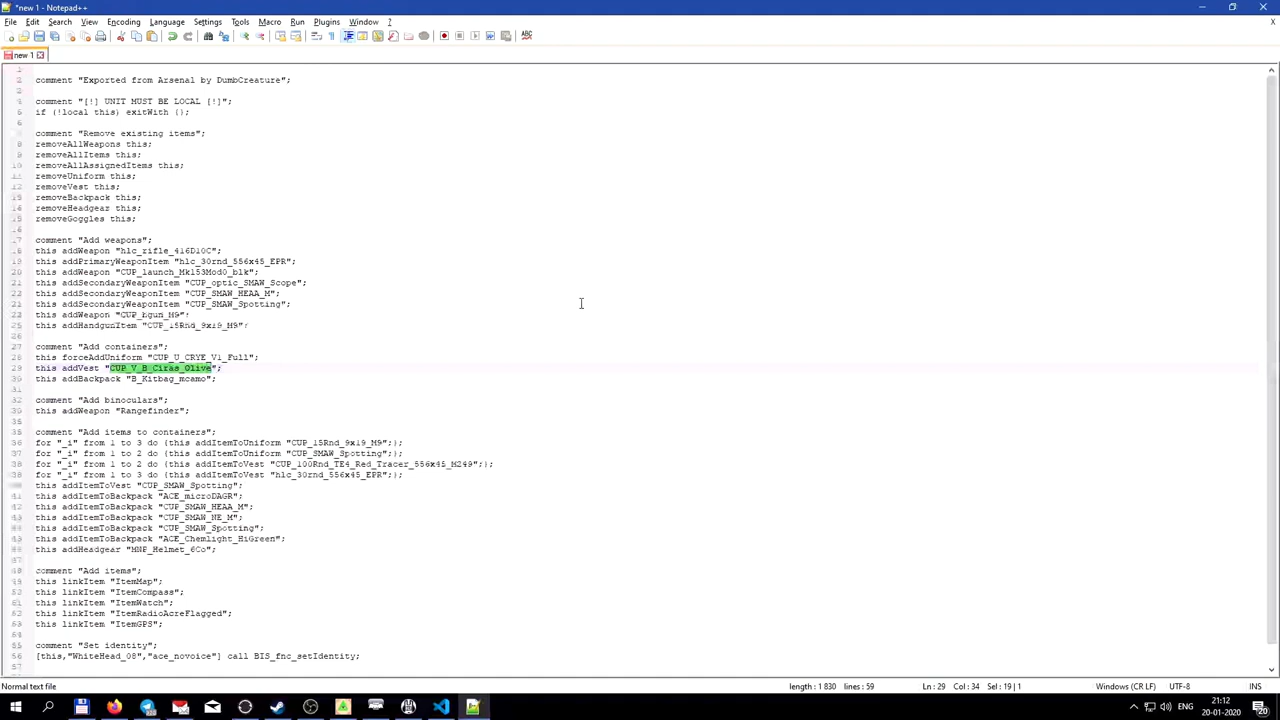 *new 1 - Notepad++
File Edit Search View Encoding Language Settings Tools Macro Run Plugins Window ?
X
new 1
comment "Exported from Arsenal by DumbCreature";
comment "[!] UNIT MUST BE LOCAL [!]";
if (!local this) exitWith {};
comment "Remove existing items";
removeAllWeapons this;
removeAllItems this;
removeAllAssignedItems this;
removeUniform this;
removeVest this;
removeBackpack this;
removeHeadgear this;
removeGoggles this;
comment "Add weapons";
this addWeapon "hlc_rifle_416D10C";
this addPrimaryWeaponItem "hlc_30rnd_556x45_EPR";
this addWeapon "CUP_launch_Mk153Mod0_blk";
this addSecondaryWeaponItem "CUP_optic_SMAW_Scope";
this addSecondaryWeaponItem "CUP_SMAW_HEAA_M";
this addSecondaryWeaponItem "CUP_SMAW_Spotting";
this addWeapon "CUP_hgun_M9";
this addHandgunItem "CUP_15Rnd_9x19_M9";
comment "Add containers";
this forceAddUniform "CUP_U_CRYE_V1_Full";
this addVest "CUP_V_B_Ciras_Olive";
this addBackpack "B_Kitbag_mcamo";
comment "Add binoculars";
this addWeapon "Rangefinder";
comment "Add items to containers";
for "_i" from 1 to 3 do {this addItemToUniform "CUP_15Rnd_9x19_M9";};
for "_i" from 1 to 2 do {this addItemToUniform "CUP_SMAW_Spotting";};
for "_i" from 1 to 2 do {this addItemToVest "CUP_100Rnd_TE4_Red_Tracer_556x45_M249";};
for "_i" from 1 to 3 do {this addItemToVest "hlc_30rnd_556x45_EPR";};
this addItemToVest "CUP_SMAW_Spotting";
this addItemToBackpack "ACE_microDAGR";
this addItemToBackpack "CUP_SMAW_HEAA_M";
this addItemToBackpack "CUP_SMAW_NE_M";
this addItemToBackpack "CUP_SMAW_Spotting";
this addItemToBackpack "ACE_Chemlight_HiGreen";
this addHeadgear "MNP_Helmet_6Co";
comment "Add items";
this linkItem "ItemMap";
this linkItem "ItemCompass";
this linkItem "ItemWatch";
this linkItem "ItemRadioAcreFlagged";
this linkItem "ItemGPS";
comment "Set identity";
[this,"WhiteHead_08","ace_novoice"] call BIS_fnc_setIdentity;
Normal text file length : 1 830 lines : 59 Ln : 29 Col : 34 Sel : 19 | 1 Windows (CR LF) UTF-8 INS
ENG 21:12
20-01-2020 20